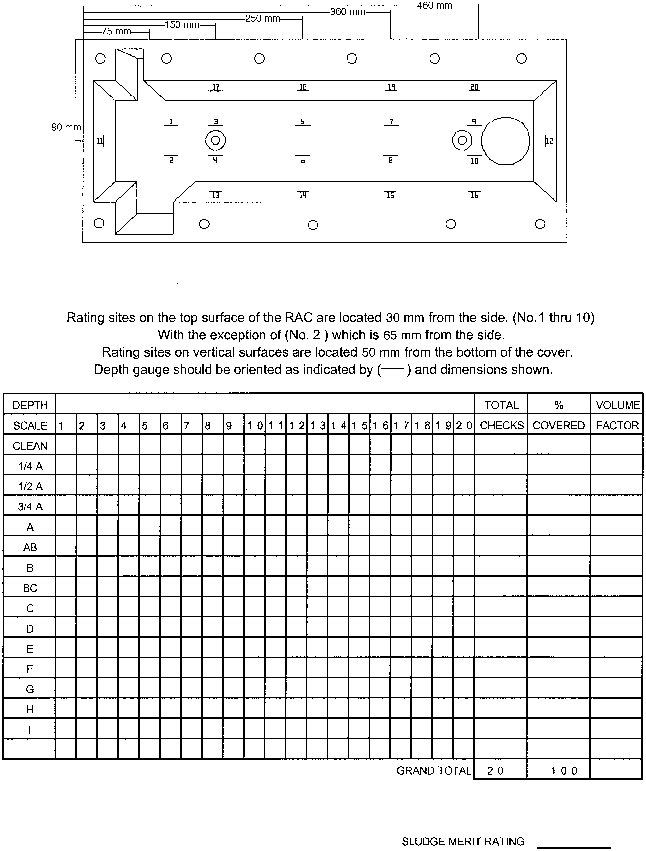 460 mm
360 mm
250 mm
150 mm
75 mm
90 mm
17 18 19 20
1 3 5 7 9
11 12
2 4 6 8 10
13 14 15 16
Rating sites on the top surface of the RAC are located 30 mm from the side. (No.1 thru 10)
With the exception of (No. 2 ) which is 65 mm from the side.
Rating sites on vertical surfaces are located 50 mm from the bottom of the cover.
Depth gauge should be oriented as indicated by ( — ) and dimensions shown.
DEPTH TOTAL % VOLUME
SCALE 1 2 3 4 5 6 7 8 9 10 11 12 13 14 15 16 17 18 19 20 CHECKS COVERED FACTOR
CLEAN
1/4 A
1/2 A
3/4 A
A
AB
B
BC
C
D
E
F
G
H
I
GRAND TOTAL 20 100
SLUDGE MERIT RATING